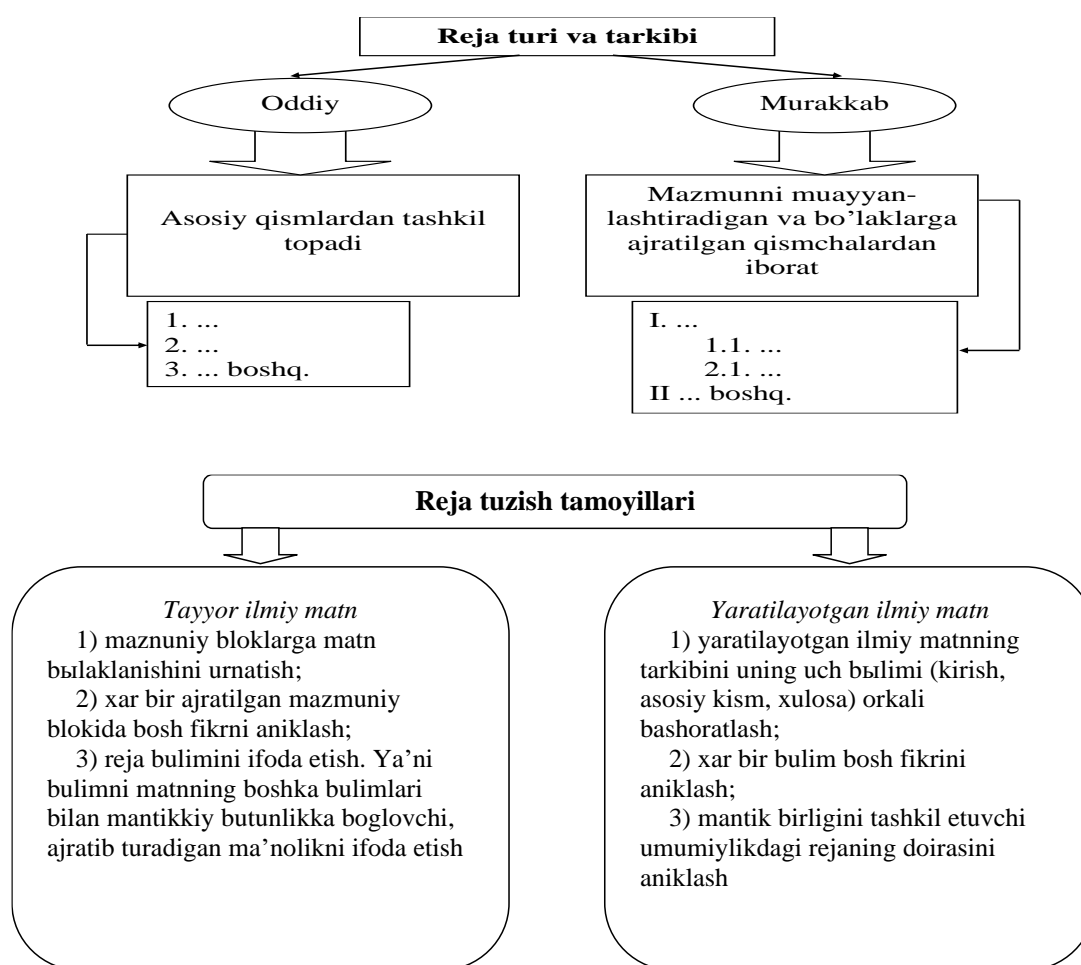 Reja turi va tarkibi
Oddiy
Murakkab
Asosiy qismlardan tashkil
topadi
Mazmunni muayyan-
lashtiradigan va bo’laklarga
ajratilgan qismchalardan
iborat
1. ...
2. ...
3. ... boshq.
I. ...
1.1. ...
2.1. ...
II ... boshq.
Reja tuzish tamoyillari
Tayyor ilmiy matn
1) maznuniy bloklarga matn
bыlaklanishini urnatish;
2) xar bir ajratilgan mazmuniy
blokida bosh fikrni aniklash;
3) reja bulimini ifoda etish. Ya’ni
bulimni matnning boshka bulimlari
bilan mantikkiy butunlikka boglovchi,
ajratib turadigan ma’nolikni ifoda etish
Yaratilayotgan ilmiy matn
1) yaratilayotgan ilmiy matnning
tarkibini uning uch bыlimi (kirish,
asosiy kism, xulosa) orkali
bashoratlash;
2) xar bir bulim bosh fikrini
aniklash;
3) mantik birligini tashkil etuvchi
umumiylikdagi rejaning doirasini
aniklash